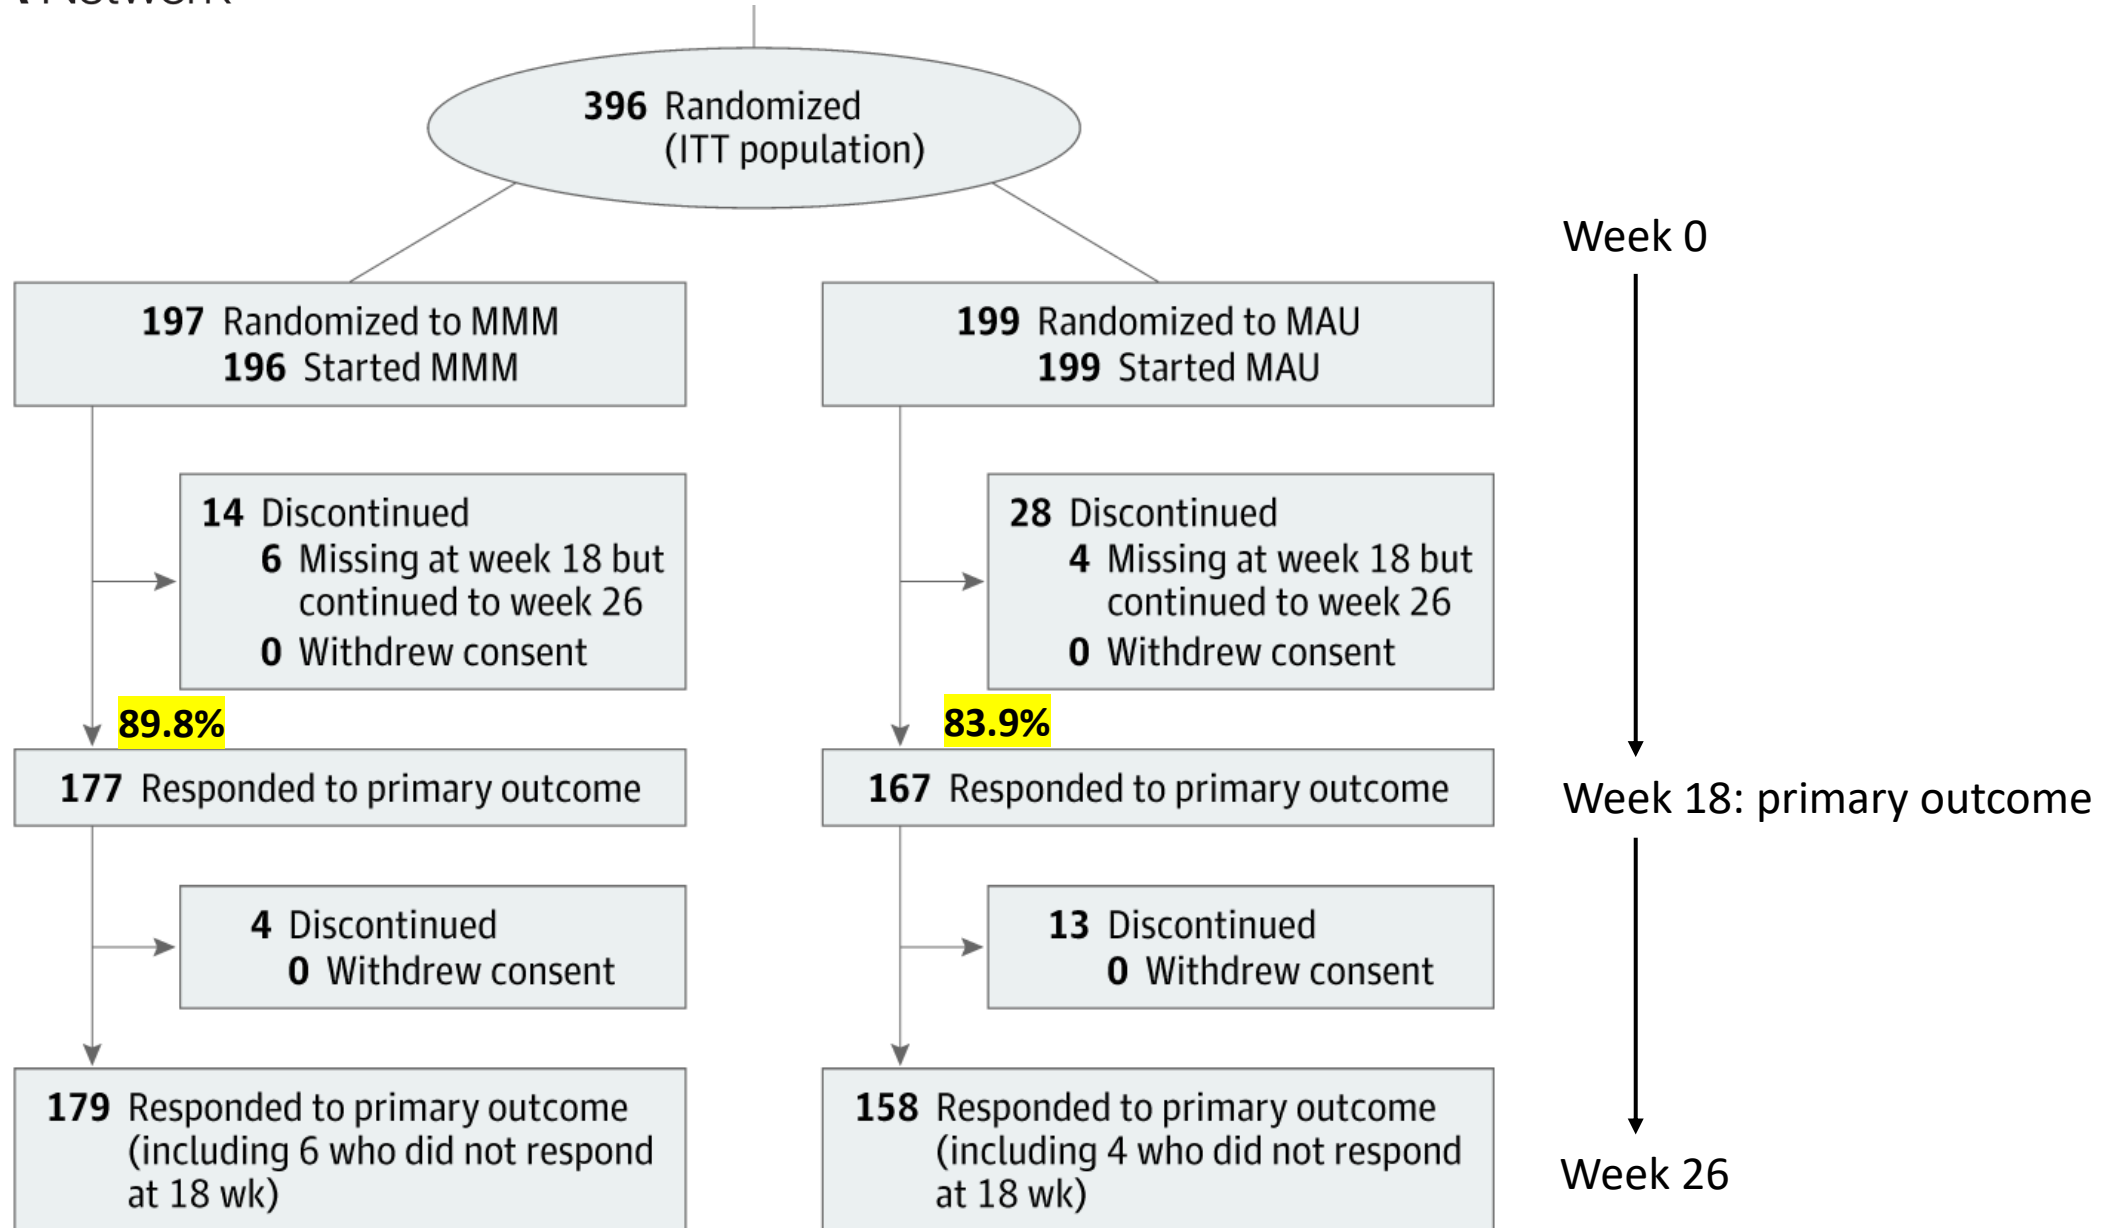 Network
396 Randomized
(ITT population)
Week 0
197 Randomized to MMM
196 Started MMM
199 Randomized to MAU
199 Started MAU
14 Discontinued
6 Missing at week 18 but
continued to week 26
0 Withdrew consent
28 Discontinued
4 Missing at week 18 but
continued to week 26
0 Withdrew consent
89.8%
83.9%
177 Responded to primary outcome
167 Responded to primary outcome
Week 18: primary outcome
4 Discontinued
0 Withdrew consent
13 Discontinued
0 Withdrew consent
179 Responded to primary outcome
(including 6 who did not respond
at 18 wk)
158 Responded to primary outcome
(including 4 who did not respond
at 18 wk)
Week 26